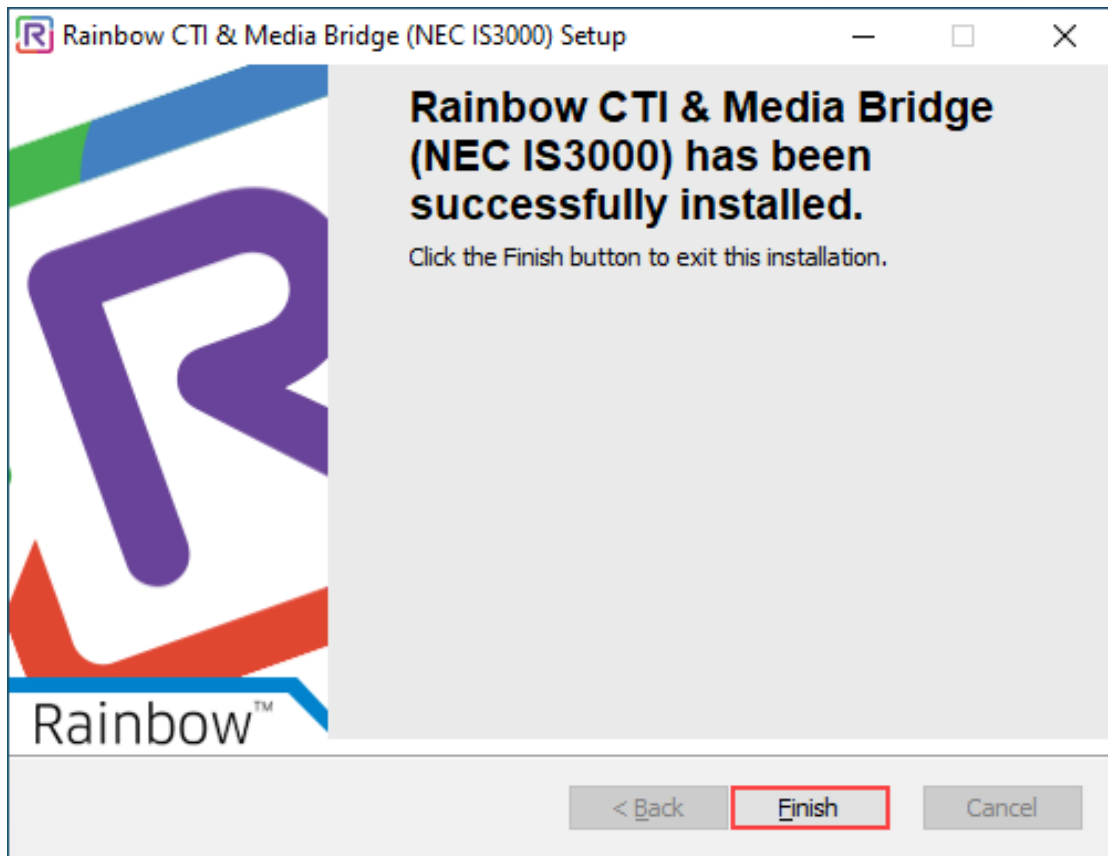 Rainbow CTI & Media Bridge (NEC IS3000) Setup
Rainbow CTI & Media Bridge
(NEC IS3000) has been
successfully installed.
Click the Finish button to exit this installation.
R
Rainbow™
< Back Finish Cancel